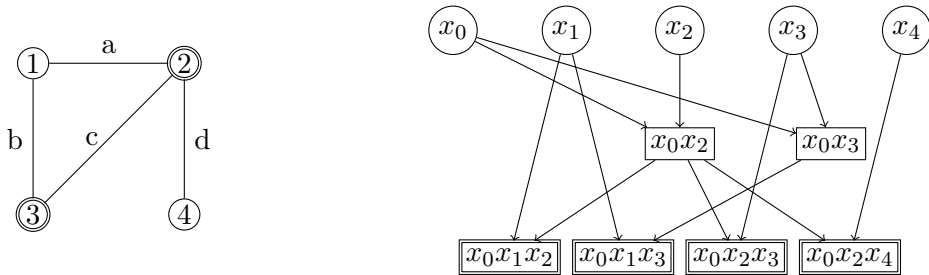 1 a 2
b c d
3 4
x₀ x₁ x₂ x₃ x₄
x₀x₂ x₀x₃
x₀x₁x₂ x₀x₁x₃ x₀x₂x₃ x₀x₂x₄